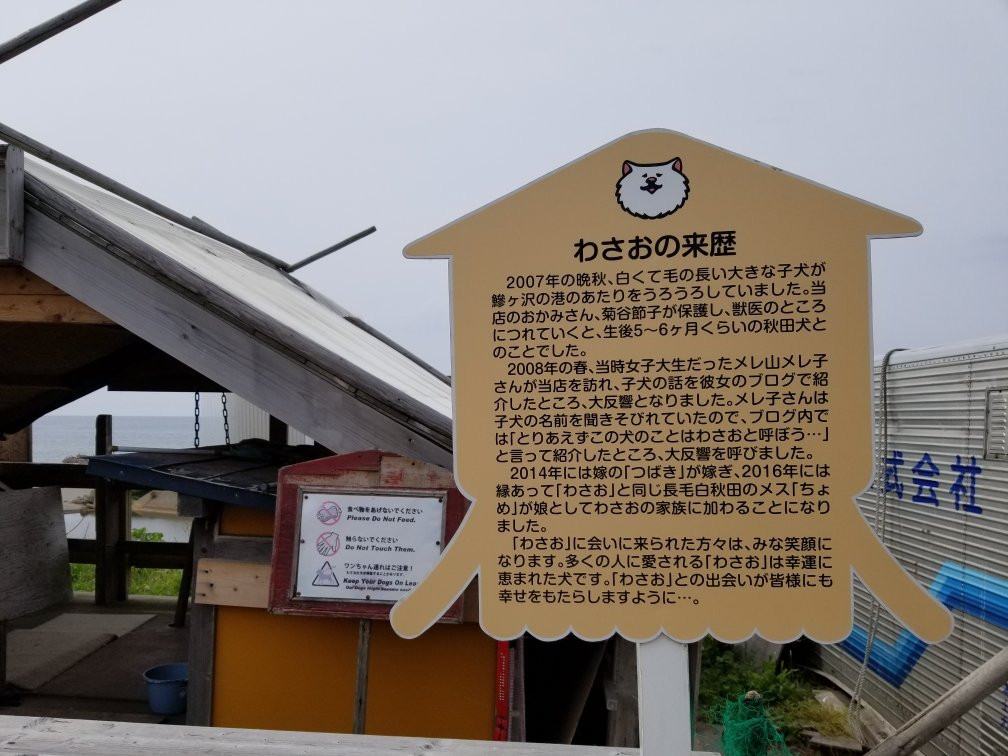 わさおの来歴
2007年の晩秋、白くて毛の長い大きな子犬が
鰺ヶ沢の港のあたりをうろうろしていました。当
店のおかみさん、菊谷節子が保護し、獣医のところ
につれていくと、生後5〜6ヶ月くらいの秋田犬と
のことでした。
2008年の春、当時女子大生だったメレ山メレ子
さんが当店を訪れ、子犬の話を彼女のブログで紹
介したところ、大反響となりました。メレ子さんは
子犬の名前を聞きそびれていたので、ブログ内で
は「とりあえずこの犬のことはわさおと呼ぼう…」
と言って紹介したところ、大反響を呼びました。
2014年には嫁の「つばき」が嫁ぎ、2016年には
縁あって「わさお」と同じ長毛白秋田のメス「ちょ
め」が娘としてわさおの家族に加わることになり
ました。
「わさお」に会いに来られた方々は、みな笑顔に
なります。多くの人に愛される「わさお」は幸運に
恵まれた犬です。「わさお」との出会いが皆様にも
幸せをもたらしますように…。
食べ物をあげないでください
Please Do Not Feed.
触らないでください
Do Not Touch Them.
ワンちゃん連れはご注意!
Keep Your Dogs On Lea
式会社